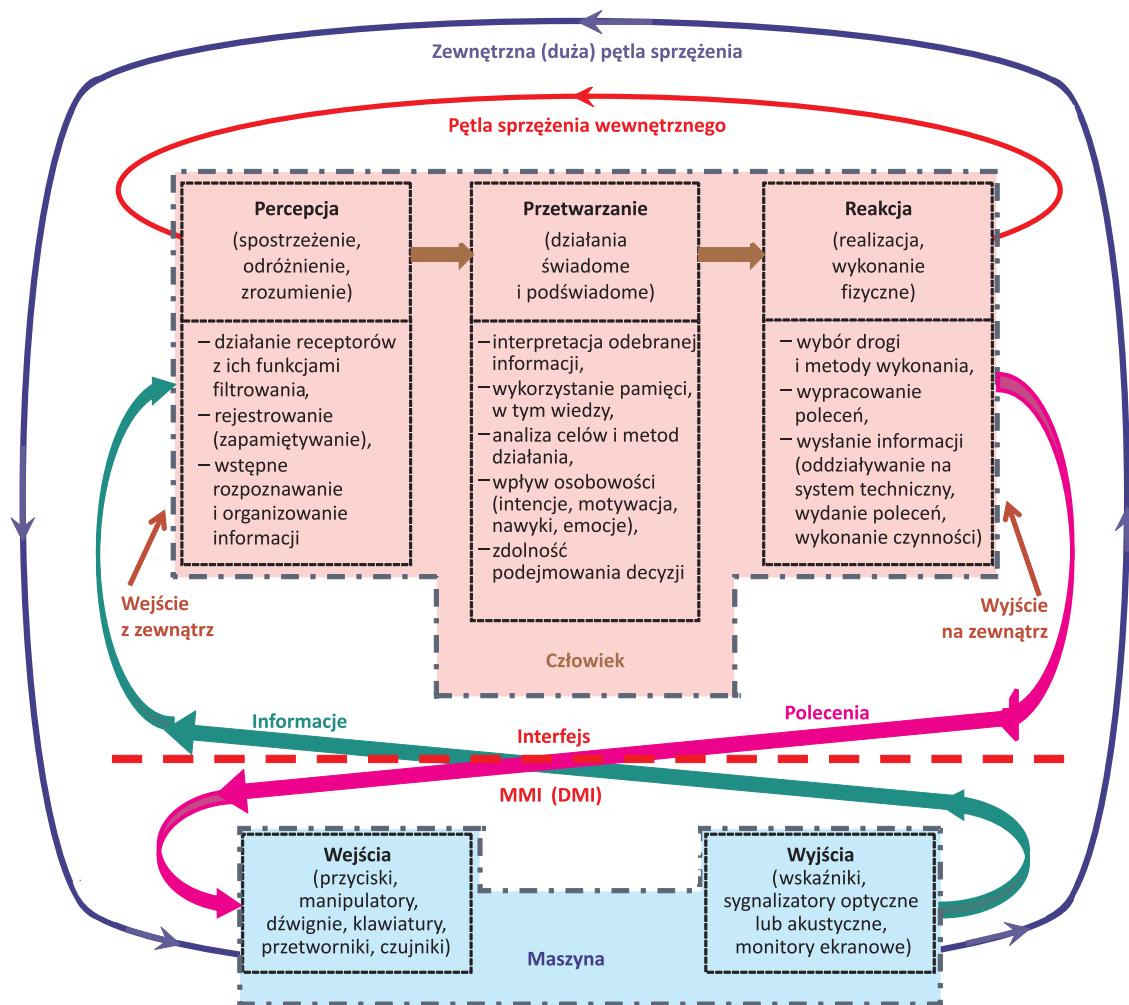 Zewnętrzna (duża) pętla sprzężenia
Pętla sprzężenia wewnętrznego
Percepcja
(spostrzeżenie,
odróżnienie,
zrozumienie)
– działanie receptorów
z ich funkcjami
filtrowania,
– rejestrowanie
(zapamiętywanie),
– wstępne
rozpoznawanie
i organizowanie
informacji
Przetwarzanie
(działania
świadome
i podświadome)
– interpretacja odebranej
informacji,
– wykorzystanie pamięci,
w tym wiedzy,
– analiza celów i metod
działania,
– wpływ osobowości
(intencje, motywacja,
nawyki, emocje),
– zdolność
podejmowania decyzji
Reakcja
(realizacja,
wykonanie
fizyczne)
– wybór drogi
i metody wykonania,
– wypracowanie
poleceń,
– wysłanie informacji
(oddziaływanie na
system techniczny,
wydanie poleceń,
wykonanie czynności)
Wejście
z zewnątrz
Wyjście
na zewnątrz
Człowiek
Informacje
Polecenia
Interfejs
MMI (DMI)
Wejścia
(przyciski,
manipulatory,
dźwignie, klawiatury,
przetworniki, czujniki)
Wyjścia
(wskaźniki,
sygnalizatory optyczne
lub akustyczne,
monitory ekranowe)
Maszyna